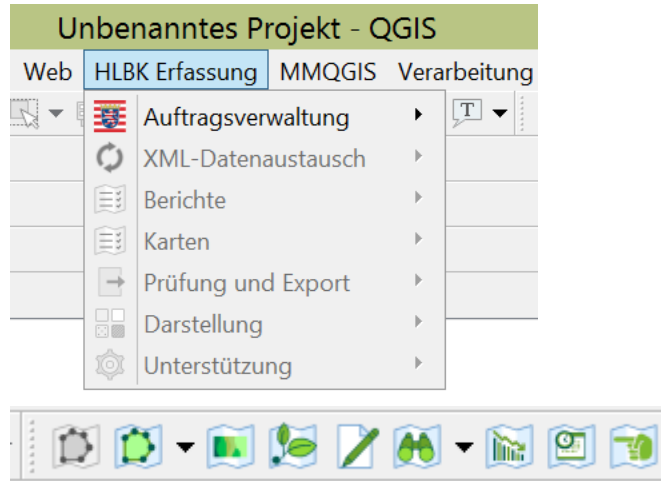 Unbenanntes Projekt - QGIS
Web HLBK Erfassung MMQGIS Verarbeitung
T
Auftragsverwaltung
XML-Datenaustausch
Berichte
Karten
Prüfung und Export
Darstellung
Unterstützung